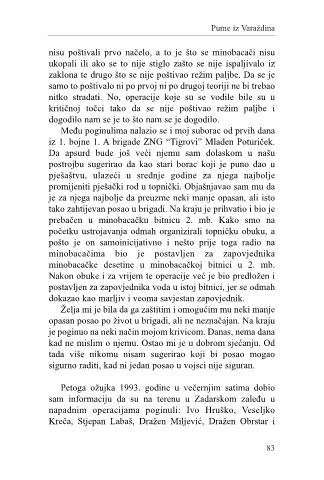 Pume iz Varaždina
nisu poštivali prvo načelo, a to je što se minobacači nisu
ukopali ili ako se to nije stiglo zašto se nije ispaljivalo iz
zaklona te drugo što se nije poštivao režim paljbe. Da se je
samo to poštivalo ni po prvoj ni po drugoj teoriji ne bi trebao
nitko stradati. No, operacije koje su se vodile bile su u
kritičnoj točci tako da se nije poštivao režim paljbe i
dogodilo nam se je to što nam se je dogodilo.
Među poginulima nalazio se i moj suborac od prvih dana
iz 1. bojne 1. A brigade ZNG “Tigrovi” Mladen Poturiček.
Da apsurd bude još veći njemu sam dolaskom u našu
postrojbu sugerirao da kao stari borac koji je puno dao u
pješaštvu, ulazeći u srednje godine za njega najbolje
promijeniti pješački rod u topnički. Objašnjavao sam mu da
je za njega najbolje da preuzme neki manje opasan, ali isto
tako zahtijevan posao u brigadi. Na kraju je prihvatio i bio je
prebačen u minobacačku bitnicu 2. mb. Kako smo na
početku ustrojavanja odmah organizirali topničku obuku, a
pošto je on samoinicijativno i nešto prije toga radio na
minobacačima bio je postavljen za zapovjednika
minobacačke desetine u minobacačkoj bitnici u 2. mb.
Nakon obuke i za vrijem te operacije već je bio predložen i
postavljen za zapovjednika voda u istoj bitnici, jer se odmah
dokazao kao marljiv i veoma savjestan zapovjednik.
Želja mi je bila da ga zaštitim i omogućim mu neki manje
opasan posao po život u brigadi, ali ne neznačajan. Na kraju
je poginuo na neki način mojom krivicom. Danas, nema dana
kad ne mislim o njemu. Ostao mi je u dobrom sjećanju. Od
tada više nikomu nisam sugerirao koji bi posao mogao
sigurno raditi, kad ni jedan posao u vojsci nije siguran.
Petoga ožujka 1993. godine u večernjim satima dobio
sam informaciju da su na terenu u Zadarskom zaleđu u
napadnim operacijama poginuli: Ivo Hruško, Veseljko
Kreča, Stjepan Labaš, Dražen Miljević, Dražen Obrstar i
83